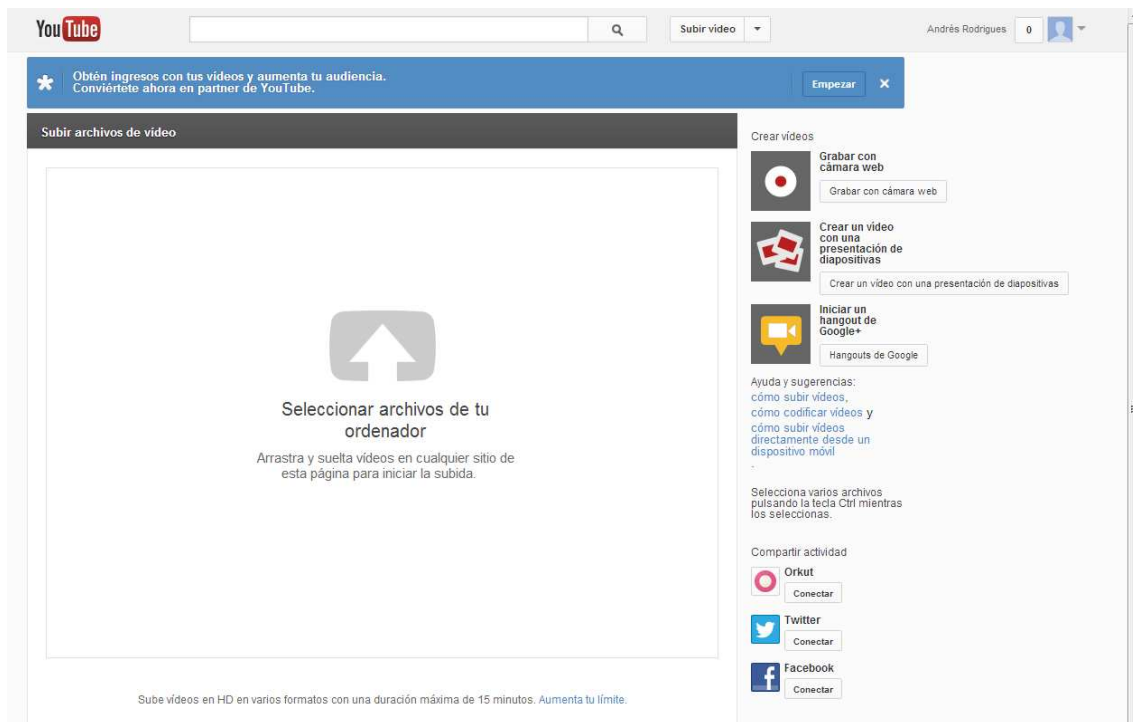 YouTube
Subir vídeo
Andrés Rodrigues
0
Obtén ingresos con tus vídeos y aumenta tu audiencia.
Conviértete ahora en partner de YouTube.
Empezar
Subir archivos de vídeo
Seleccionar archivos de tu
ordenador
Arrastra y suelta vídeos en cualquier sitio de
esta página para iniciar la subida.
Sube vídeos en HD en varios formatos con una duración máxima de 15 minutos. Aumenta tu límite.
Crear vídeos
Grabar con
cámara web
Grabar con cámara web
Crear un vídeo
con una
presentación de
diapositivas
Crear un vídeo con una presentación de diapositivas
Iniciar un
hangout de
Google+
Hangouts de Google
Ayuda y sugerencias:
cómo subir vídeos,
cómo codificar vídeos y
cómo subir vídeos
directamente desde un
dispositivo móvil
.
Selecciona varios archivos
pulsando la tecla Ctrl mientras
los seleccionas.
Compartir actividad
Orkut
Conectar
Twitter
Conectar
Facebook
Conectar